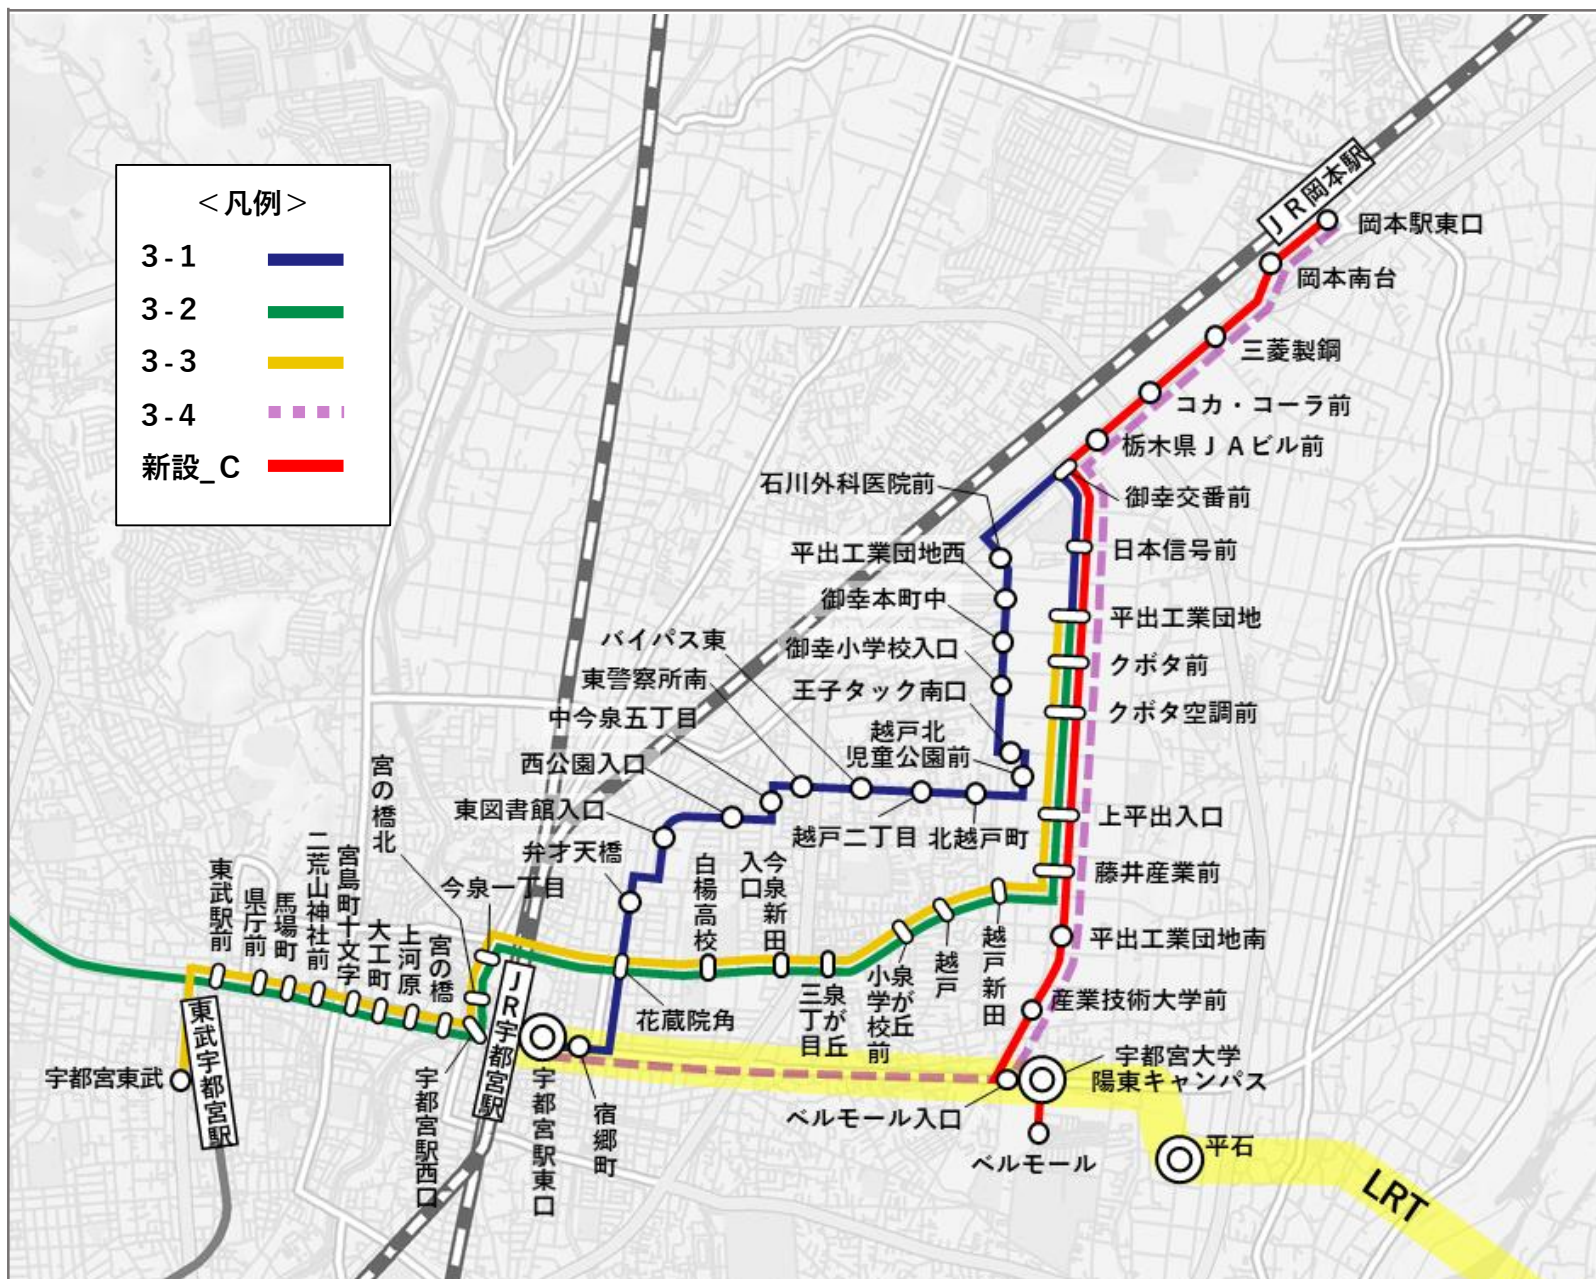 ＜凡例＞
3-1
3-2
3-3
3-4
新設_C
ＪＲ岡本駅
岡本駅東口
岡本南台
三菱製鋼
コカ・コーラ前
栃木県ＪＡビル前
御幸交番前
石川外科医院前
日本信号前
平出工業団地西
御幸本町中
平出工業団地
バイパス東
御幸小学校入口
クボタ前
東警察所南
王子タック南口
クボタ空調前
中今泉五丁目
越戸北
児童公園前
西公園入口
宮の橋北
東図書館入口
上平出入口
越戸二丁目
北越戸町
弁才天橋
藤井産業前
今泉一丁目
白楊高校
今泉新田
入口
東武駅前
県庁前
馬場町
二荒山神社前
宮島町十文字
大工町
上河原
宮の橋
平出工業団地南
越戸新田
越戸
泉が丘
小学校前
泉が丘
三丁目
花蔵院角
産業技術大学前
ＪＲ宇都宮駅
東武宇都宮駅
宇都宮東武
宇都宮駅西口
宇都宮駅東口
宿郷町
宇都宮大学
陽東キャンパス
ベルモール入口
ベルモール
平石
LRT